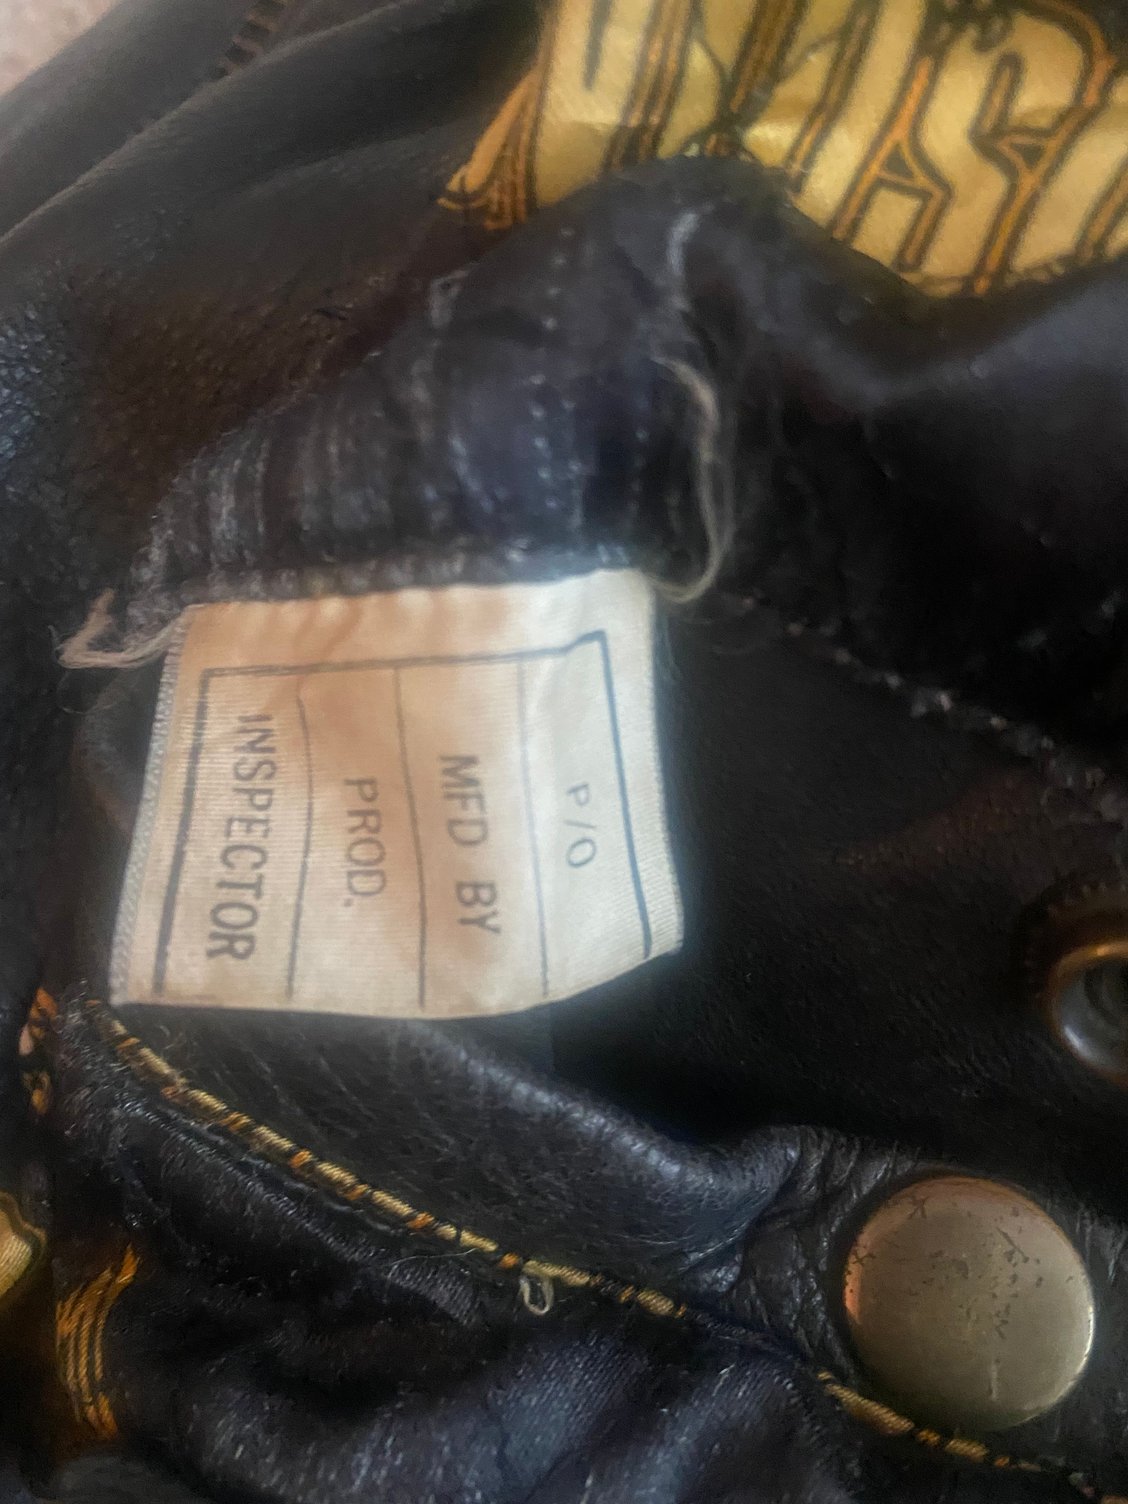 P/O
MFD BY
PROD.
INSPECTOR